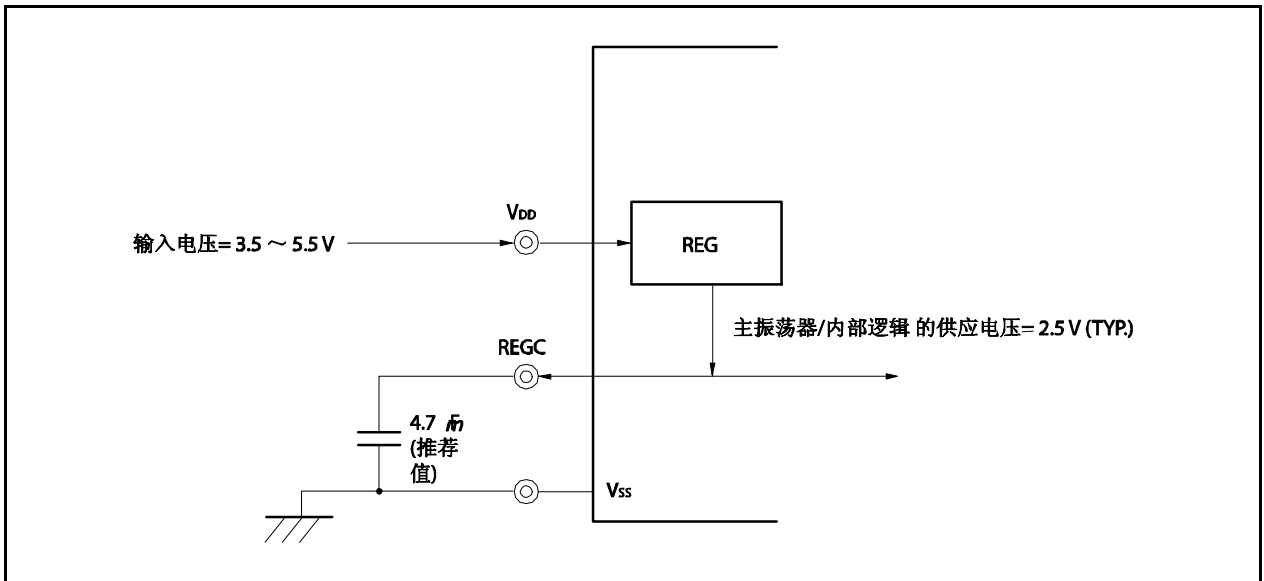 VDD
输入电压= 3.5 ～ 5.5 V
REG
主振荡器/内部逻辑 的供应电压= 2.5 V (TYP.)
REGC
4.7
(推荐
值)
VSS